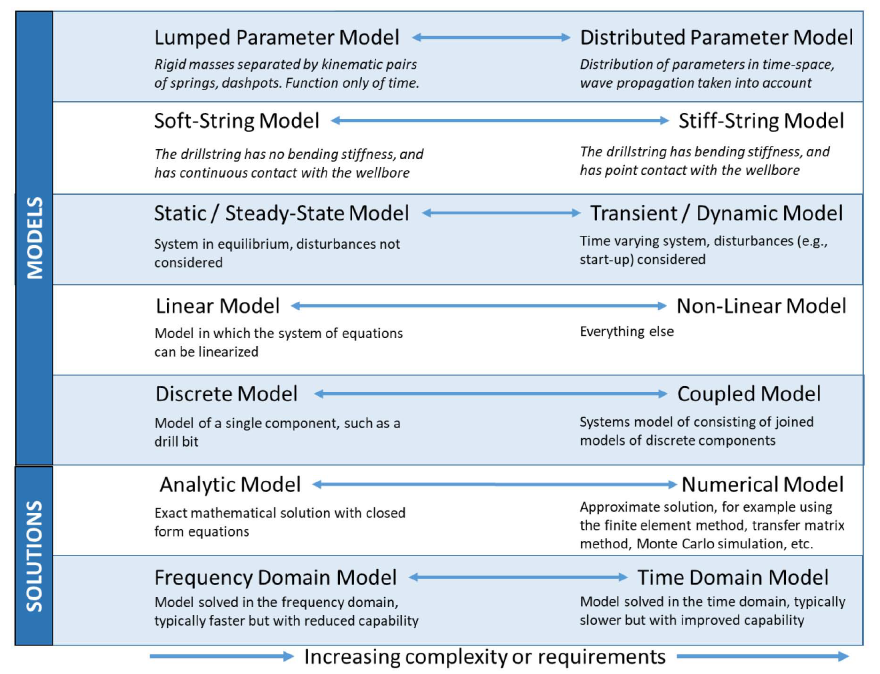 MODELS
Lumped Parameter Model
Rigid masses separated by kinematic pairs
of springs, dashpots. Function only of time.
Distributed Parameter Model
Distribution of parameters in time-space,
wave propagation taken into account
Soft-String Model
The drillstring has no bending stiffness, and
has continuous contact with the wellbore
Stiff-String Model
The drillstring has bending stiffness, and
has point contact with the wellbore
Static / Steady-State Model
System in equilibrium, disturbances not
considered
Transient / Dynamic Model
Time varying system, disturbances (e.g.,
start-up) considered
Linear Model
Model in which the system of equations
can be linearized
Non-Linear Model
Everything else
Discrete Model
Model of a single component, such as a
drill bit
Coupled Model
Systems model of consisting of joined
models of discrete components
SOLUTIONS
Analytic Model
Exact mathematical solution with closed
form equations
Numerical Model
Approximate solution, for example using
the finite element method, transfer matrix
method, Monte Carlo simulation, etc.
Frequency Domain Model
Model solved in the frequency domain,
typically faster but with reduced capability
Time Domain Model
Model solved in the time domain, typically
slower but with improved capability
Increasing complexity or requirements